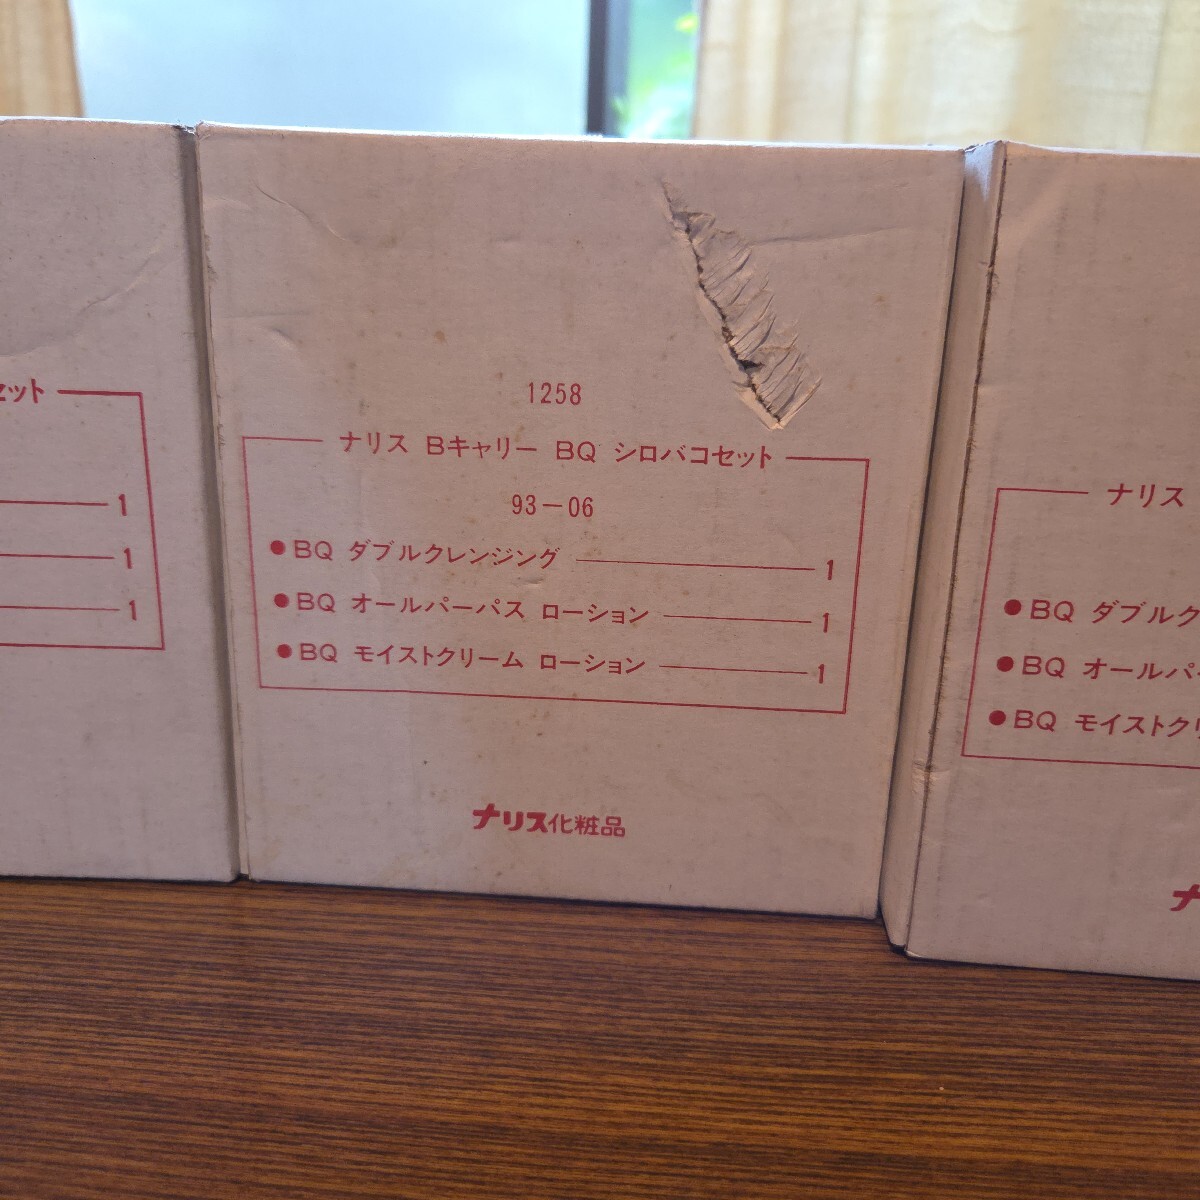 セット
1
1
1
1258
ナリス Bキャリー BQ シロバコセット
93-06
●BQ ダブルクレンジング 1
●BQ オールパーパス ローション 1
●BQ モイストクリーム ローション 1
ナリス化粧品
ナリス
●BQ ダブルク
●BQ オールパ
●BQ モイストクリ
ナ